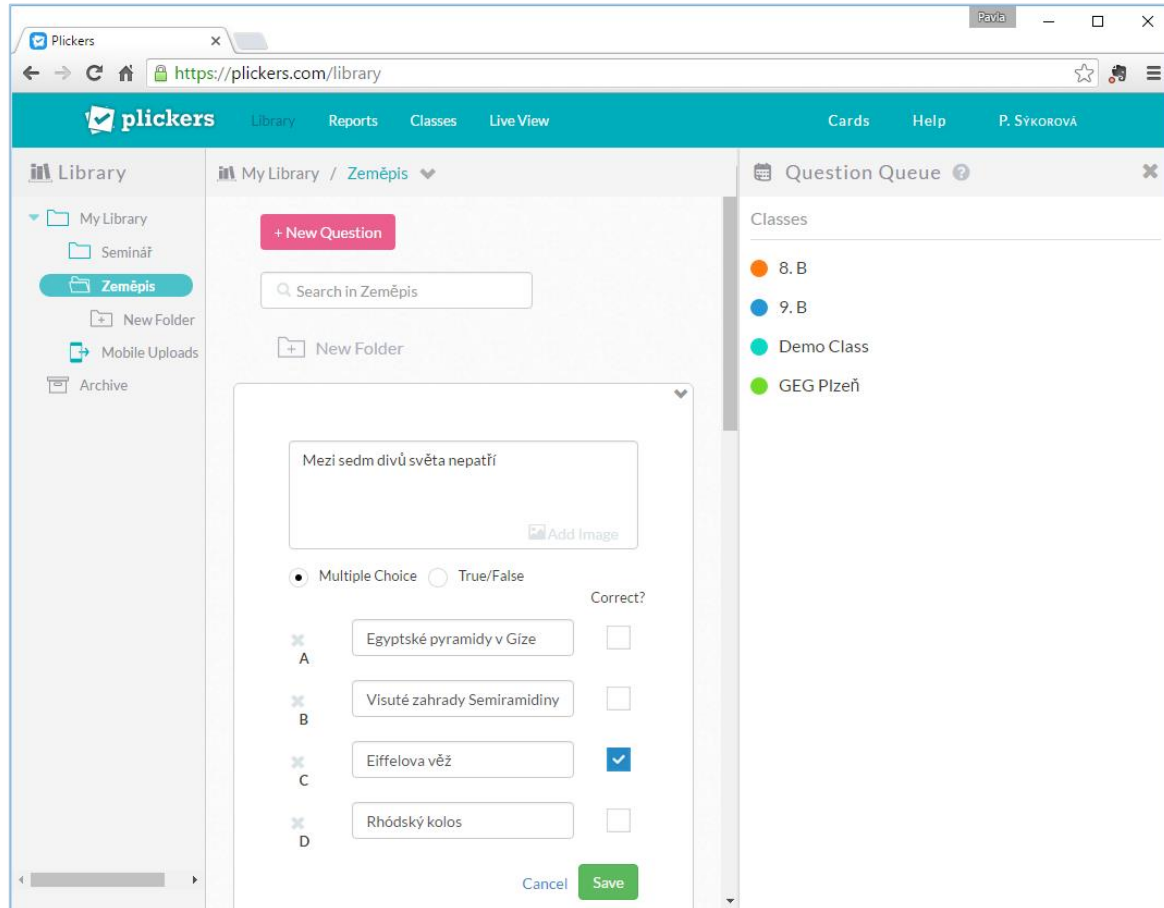 Pavla
Plickers
https://plickers.com/library
plickers Library Reports Classes Live View Cards Help P. SÝKOROVÁ
Library
My Library
Seminář
Zeměpis
New Folder
Mobile Uploads
Archive
My Library / Zeměpis
+ New Question
Search in Zeměpis
New Folder
Mezi sedm divů světa nepatří
Add Image
Multiple Choice True/False
Correct?
A Egyptské pyramidy v Gíze
B Visuté zahrady Semiramidiny
C Eiffelova věž
D Rhódský kolos
Cancel Save
Question Queue ?
Classes
8. B
9. B
Demo Class
GEG Plzeň